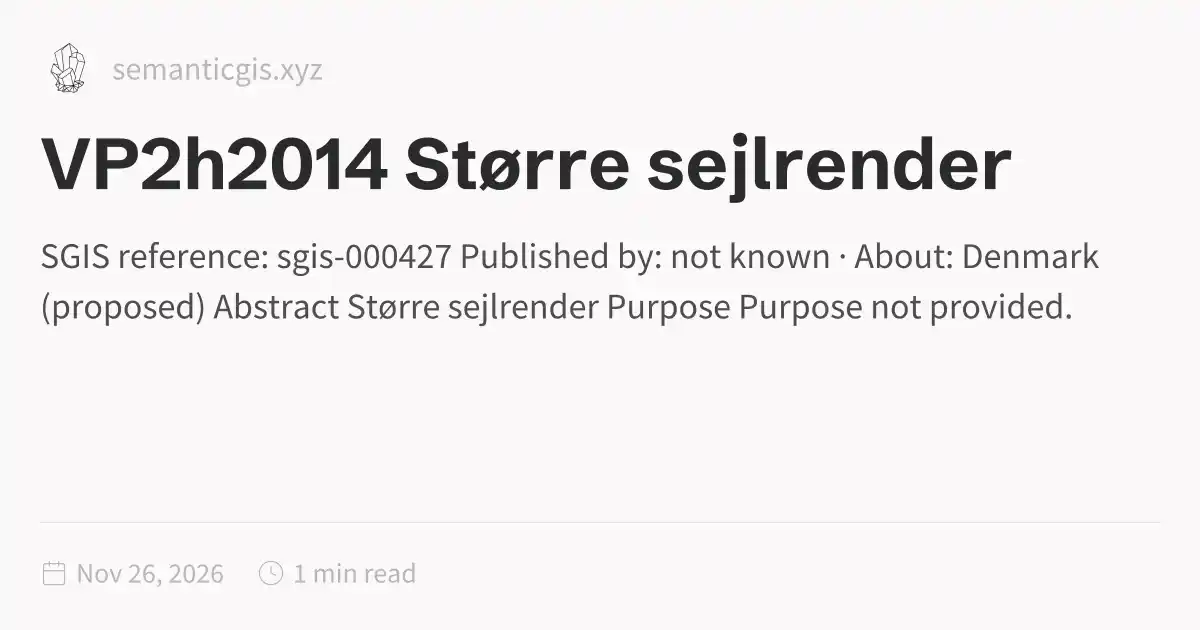 semanticgis.xyz
VP2h2014 Større sejlrender
SGIS reference: sgis-000427 Published by: not known · About: Denmark
(proposed) Abstract Større sejlrender Purpose Purpose not provided.
Nov 26, 2026 1 min read